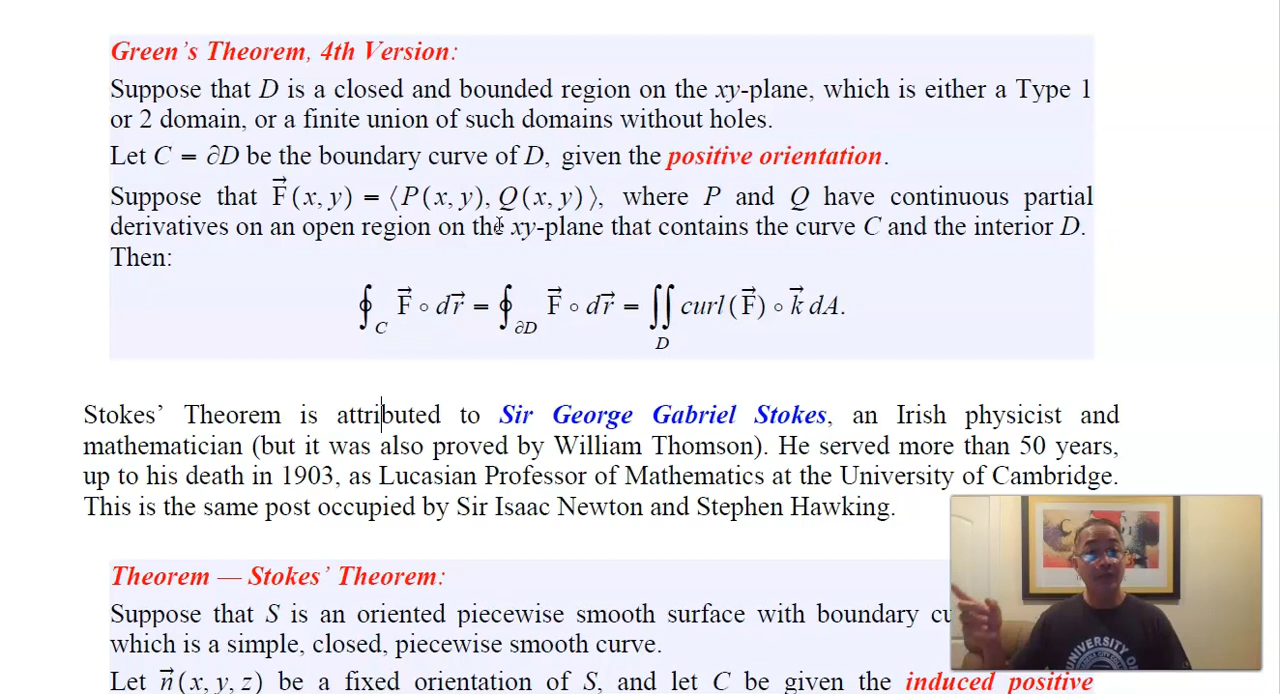 Green's Theorem, 4th Version:
Suppose that D is a closed and bounded region on the xy-plane, which is either a Type 1
or 2 domain, or a finite union of such domains without holes.
Let C = ∂D be the boundary curve of D, given the positive orientation.
Suppose that F⃗(x, y) = ⟨P(x, y), Q(x, y)⟩, where P and Q have continuous partial
derivatives on an open region on the xy-plane that contains the curve C and the interior D.
Then:
∮_C F⃗ ∘ dr⃗ = ∮_∂D F⃗ ∘ dr⃗ = ∬_D curl(F⃗) ∘ k⃗ dA.
Stokes' Theorem is attributed to Sir George Gabriel Stokes, an Irish physicist and
mathematician (but it was also proved by William Thomson). He served more than 50 years,
up to his death in 1903, as Lucasian Professor of Mathematics at the University of Cambridge.
This is the same post occupied by Sir Isaac Newton and Stephen Hawking.
Theorem — Stokes' Theorem:
Suppose that S is an oriented piecewise smooth surface with boundary
which is a simple, closed, piecewise smooth curve.
Let n⃗(x, y, z) be a fixed orientation of S, and let C be given the induced positive
UNIVERSITY OF